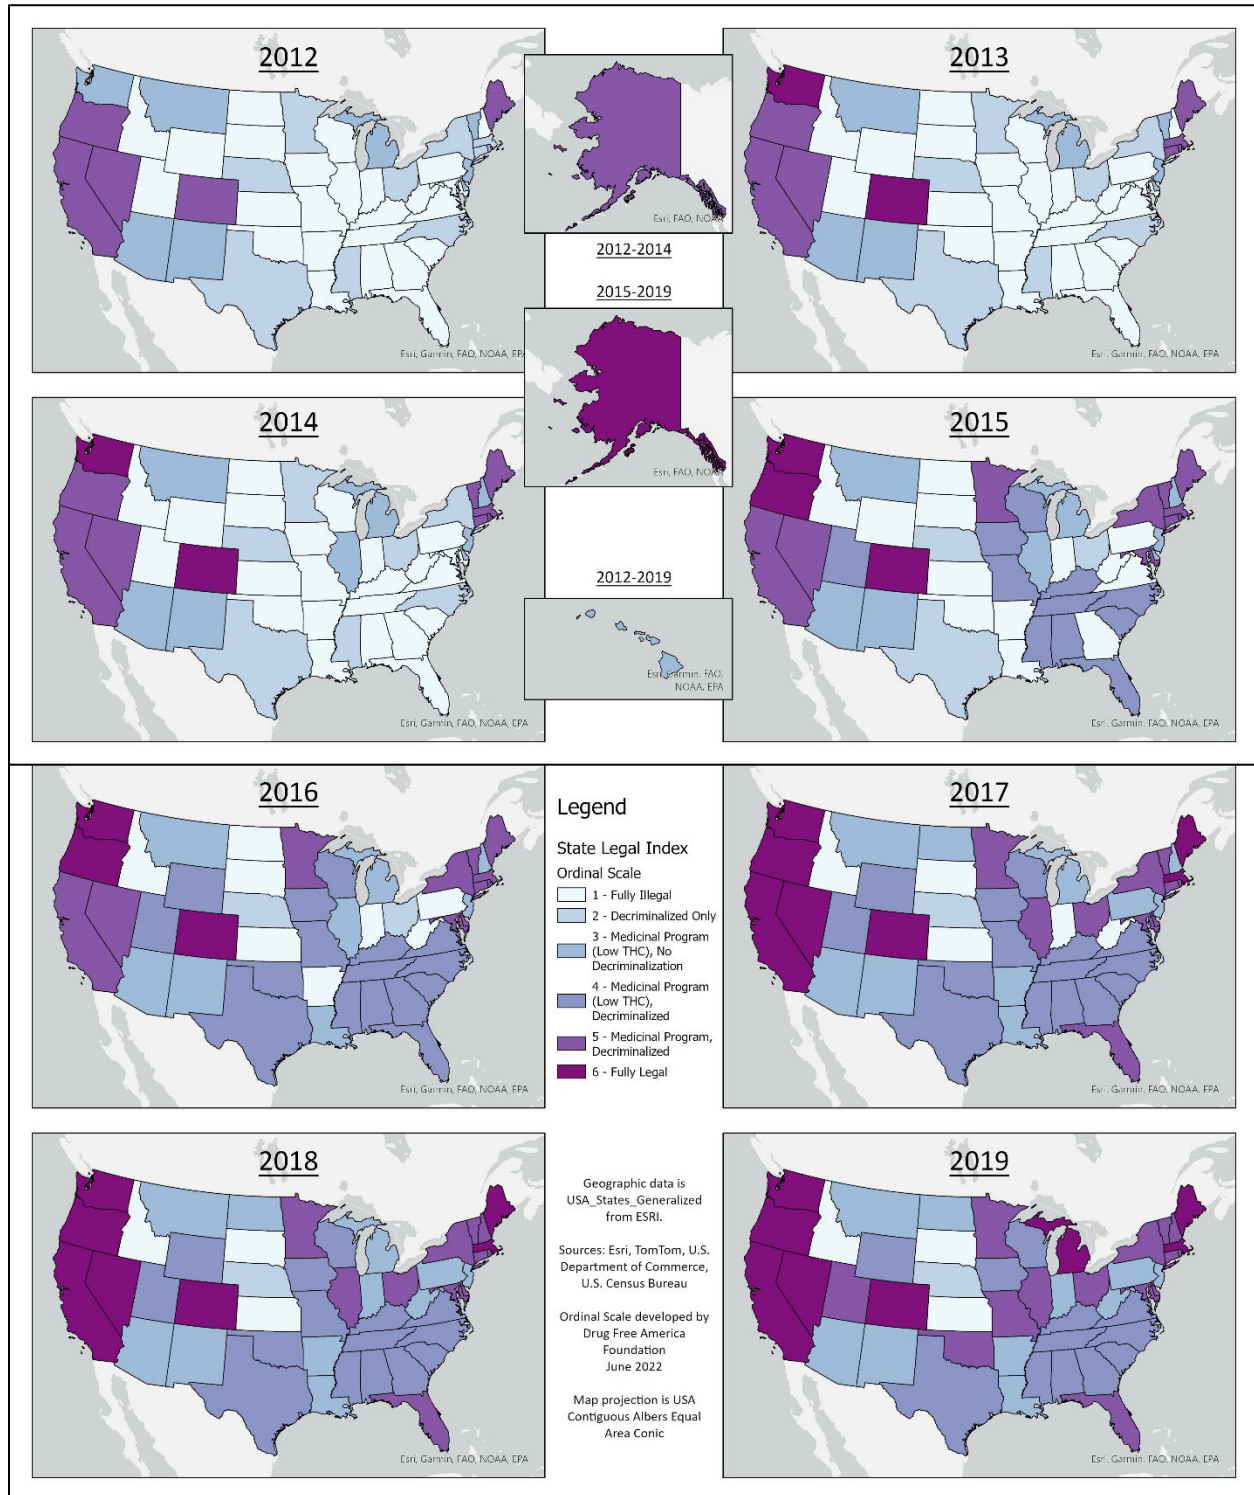 2012
Esri, Garmin, FAO, NOAA, EPA
Esri, FAO, NOAA
2012-2014
2013
Esri, Garmin, FAO, NOAA, EPA
2015-2019
Esri, FAO, NOAA
2014
Esri, Garmin, FAO, NOAA, EPA
2012-2019
Esri, Garmin, FAO,
NOAA, EPA
2015
Esri, Garmin, FAO, NOAA, EPA
2016
Esri, Garmin, FAO, NOAA, EPA
Legend
State Legal Index
Ordinal Scale
1 - Fully Illegal
2 - Decriminalized Only
3 - Medicinal Program
(Low THC), No
Decriminalization
4 - Medicinal Program
(Low THC),
Decriminalized
5 - Medicinal Program,
Decriminalized
6 - Fully Legal
2017
Esri, Garmin, FAO, NOAA, EPA
2018
Esri, Garmin, FAO, NOAA, EPA
Geographic data is
USA_States_Generalized
from ESRI.
Sources: Esri, TomTom, U.S.
Department of Commerce,
U.S. Census Bureau
Ordinal Scale developed by
Drug Free America
Foundation
June 2022
Map projection is USA
Contiguous Albers Equal
Area Conic
2019
Esri, Garmin, FAO, NOAA, EPA